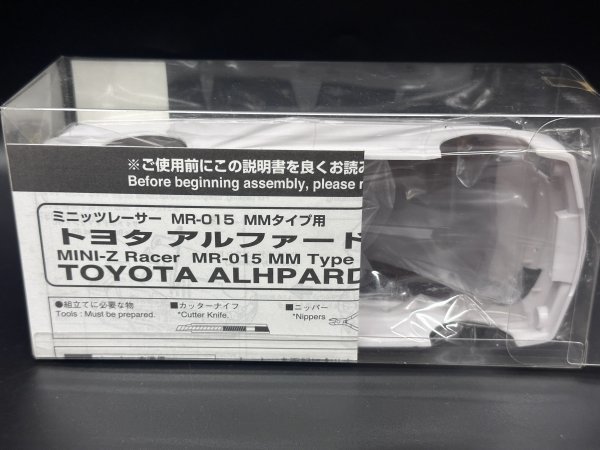 ※ご使用前にこの説明書を良くお読み
Before beginning assembly, please r
ミニッツレーサー MR-015 MMタイプ用
トヨタ アルファード
MINI-Z Racer MR-015 MM Type
TOYOTA ALHPARD
●組立てに必要な物
Tools : Must be prepared.
■カッターナイフ
*Cutter Knife.
■ニッパー
*Nippers